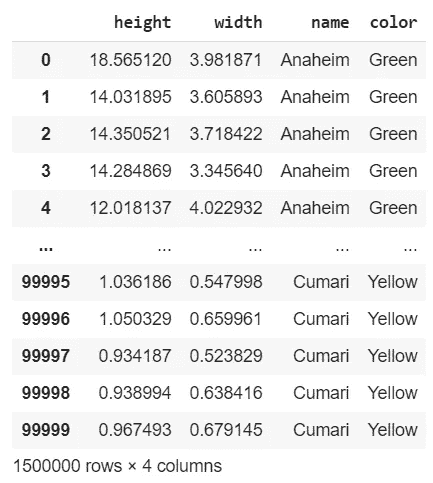 height width name color
0 18.565120 3.981871 Anaheim Green
1 14.031895 3.605893 Anaheim Green
2 14.350521 3.718422 Anaheim Green
3 14.284869 3.345640 Anaheim Green
4 12.018137 4.022932 Anaheim Green
... ... ... ... ...
99995 1.036186 0.547998 Cumari Yellow
99996 1.050329 0.659961 Cumari Yellow
99997 0.934187 0.523829 Cumari Yellow
99998 0.938994 0.638416 Cumari Yellow
99999 0.967493 0.679145 Cumari Yellow
1500000 rows × 4 columns